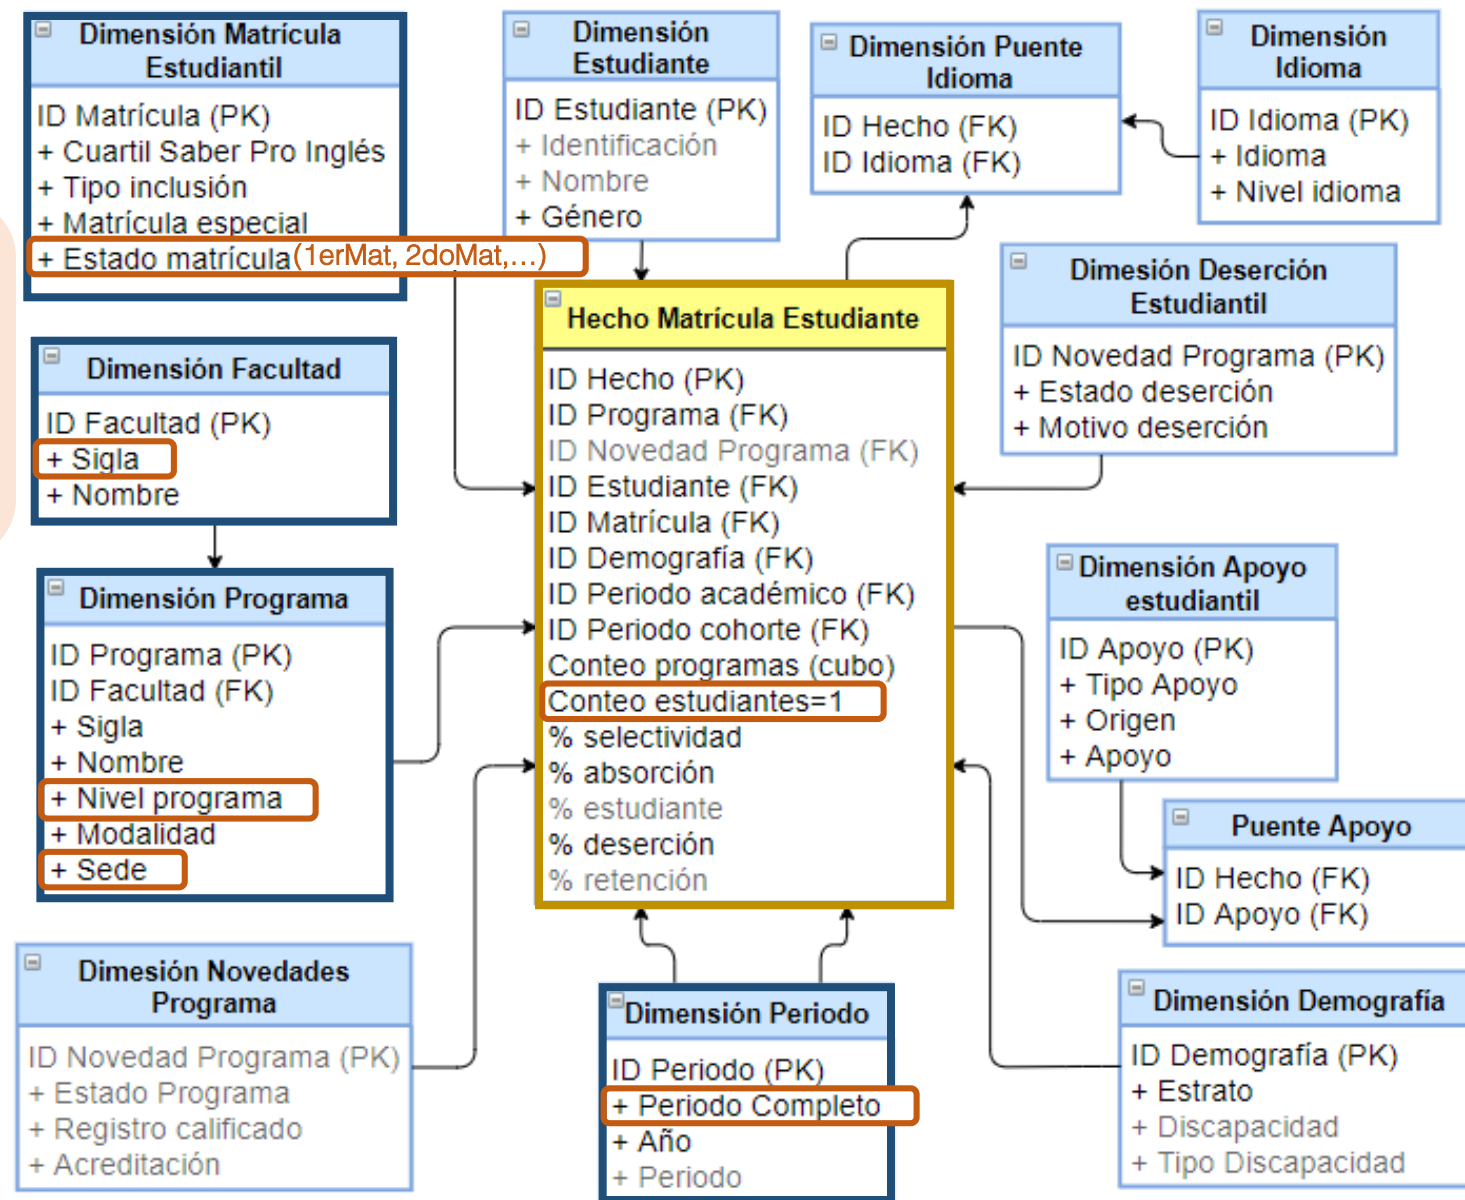 Dimensión Matrícula
Estudiantil
ID Matrícula (PK)
+ Cuartil Saber Pro Inglés
+ Tipo inclusión
+ Matrícula especial
+ Estado matrícula(1erMat, 2doMat,...)
Dimensión
Estudiante
ID Estudiante (PK)
+ Identificación
+ Nombre
+ Género
Dimensión Puente
Idioma
ID Hecho (FK)
ID Idioma (FK)
Dimensión
Idioma
ID Idioma (PK)
+ Idioma
+ Nivel idioma
Dimesión Deserción
Estudiantil
ID Novedad Programa (PK)
+ Estado deserción
+ Motivo deserción
Hecho Matrícula Estudiante
ID Hecho (PK)
ID Programa (FK)
ID Novedad Programa (FK)
ID Estudiante (FK)
ID Matrícula (FK)
ID Demografía (FK)
ID Periodo académico (FK)
ID Periodo cohorte (FK)
Conteo programas (cubo)
Conteo estudiantes=1
% selectividad
% absorción
% estudiante
% deserción
% retención
Dimensión Facultad
ID Facultad (PK)
+ Sigla
+ Nombre
Dimensión Programa
ID Programa (PK)
ID Facultad (FK)
+ Sigla
+ Nombre
+ Nivel programa
+ Modalidad
+ Sede
Dimensión Apoyo
estudiantil
ID Apoyo (PK)
+ Tipo Apoyo
+ Origen
+ Apoyo
Puente Apoyo
ID Hecho (FK)
ID Apoyo (FK)
Dimesión Novedades
Programa
ID Novedad Programa (PK)
+ Estado Programa
+ Registro calificado
+ Acreditación
Dimensión Periodo
ID Periodo (PK)
+ Periodo Completo
+ Año
+ Periodo
Dimensión Demografía
ID Demografía (PK)
+ Estrato
+ Discapacidad
+ Tipo Discapacidad